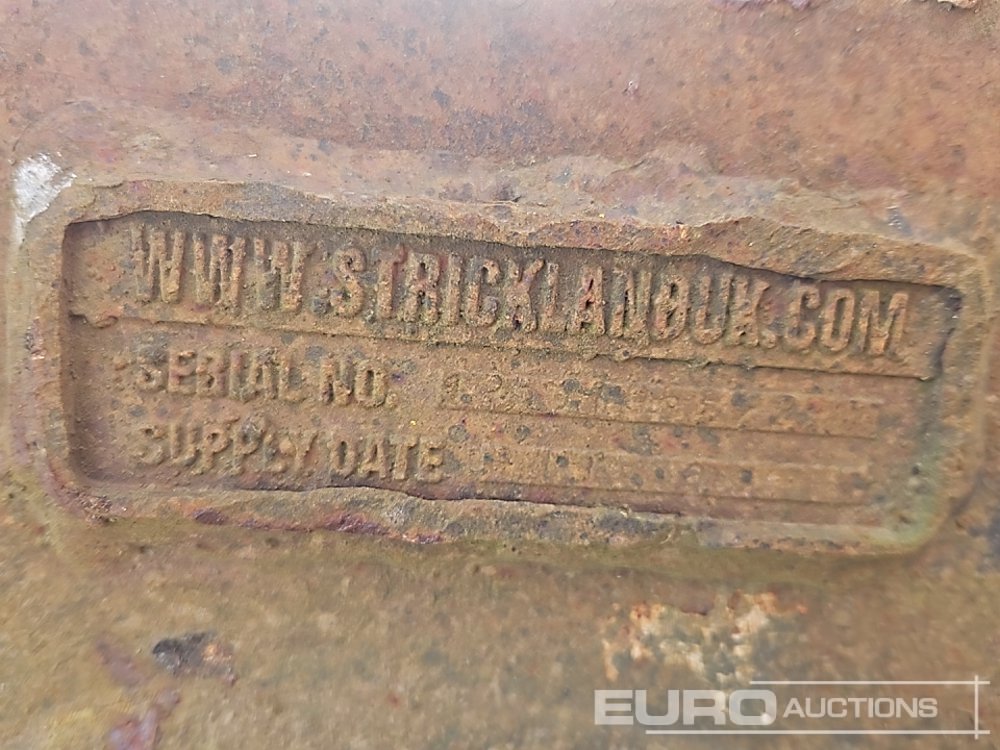 WWW.STRICKLANDUK.COM
SERIAL NO.
SUPPLY DATE
EURO AUCTIONS